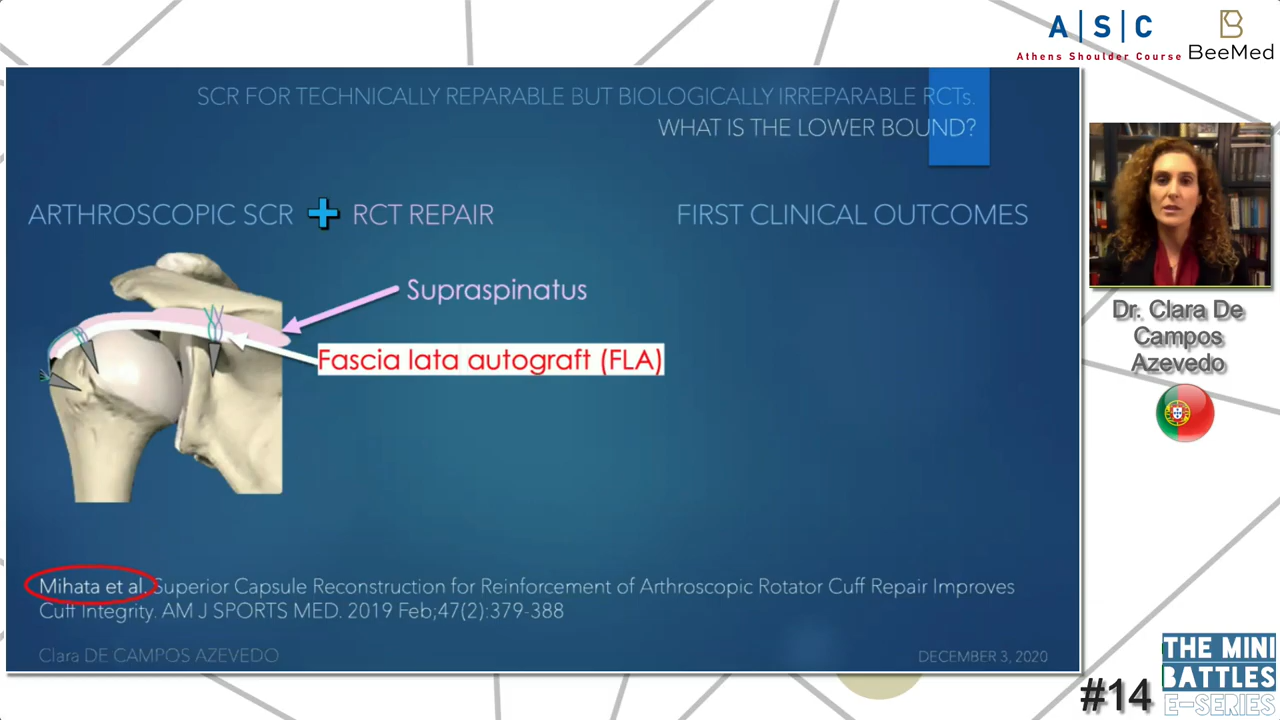 A|S|C
Athens Shoulder Course
BeeMed
SCR FOR TECHNICALLY REPARABLE BUT BIOLOGICALLY IRREPARABLE RCTs.
WHAT IS THE LOWER BOUND?
ARTHROSCOPIC SCR + RCT REPAIR
FIRST CLINICAL OUTCOMES
Supraspinatus
Fascia lata autograft (FLA)
Mihata et al. Superior Capsule Reconstruction for Reinforcement of Arthroscopic Rotator Cuff Repair Improves
Cuff Integrity. AM J SPORTS MED. 2019 Feb;47(2):379-388
Clara DE CAMPOS AZEVEDO
DECEMBER 3, 2020
Dr. Clara De
Campos
Azevedo
#14
THE MINI
BATTLES
E-SERIES